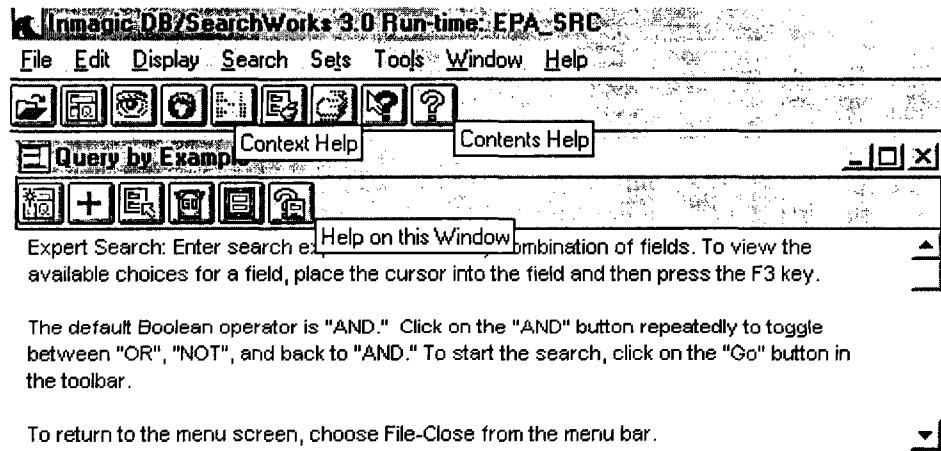 Inmagic DB/SearchWorks 3.0 Run-time: EPA_SRC
File Edit Display Search Sets Tools Window Help
Context Help
Contents Help
Query by Example
GO
Help on this Window
Expert Search: Enter search ex ombination of fields. To view the
available choices for a field, place the cursor into the field and then press the F3 key.
The default Boolean operator is "AND." Click on the "AND" button repeatedly to toggle
between "OR", "NOT", and back to "AND." To start the search, click on the "Go" button in
the toolbar.
To return to the menu screen, choose File-Close from the menu bar.